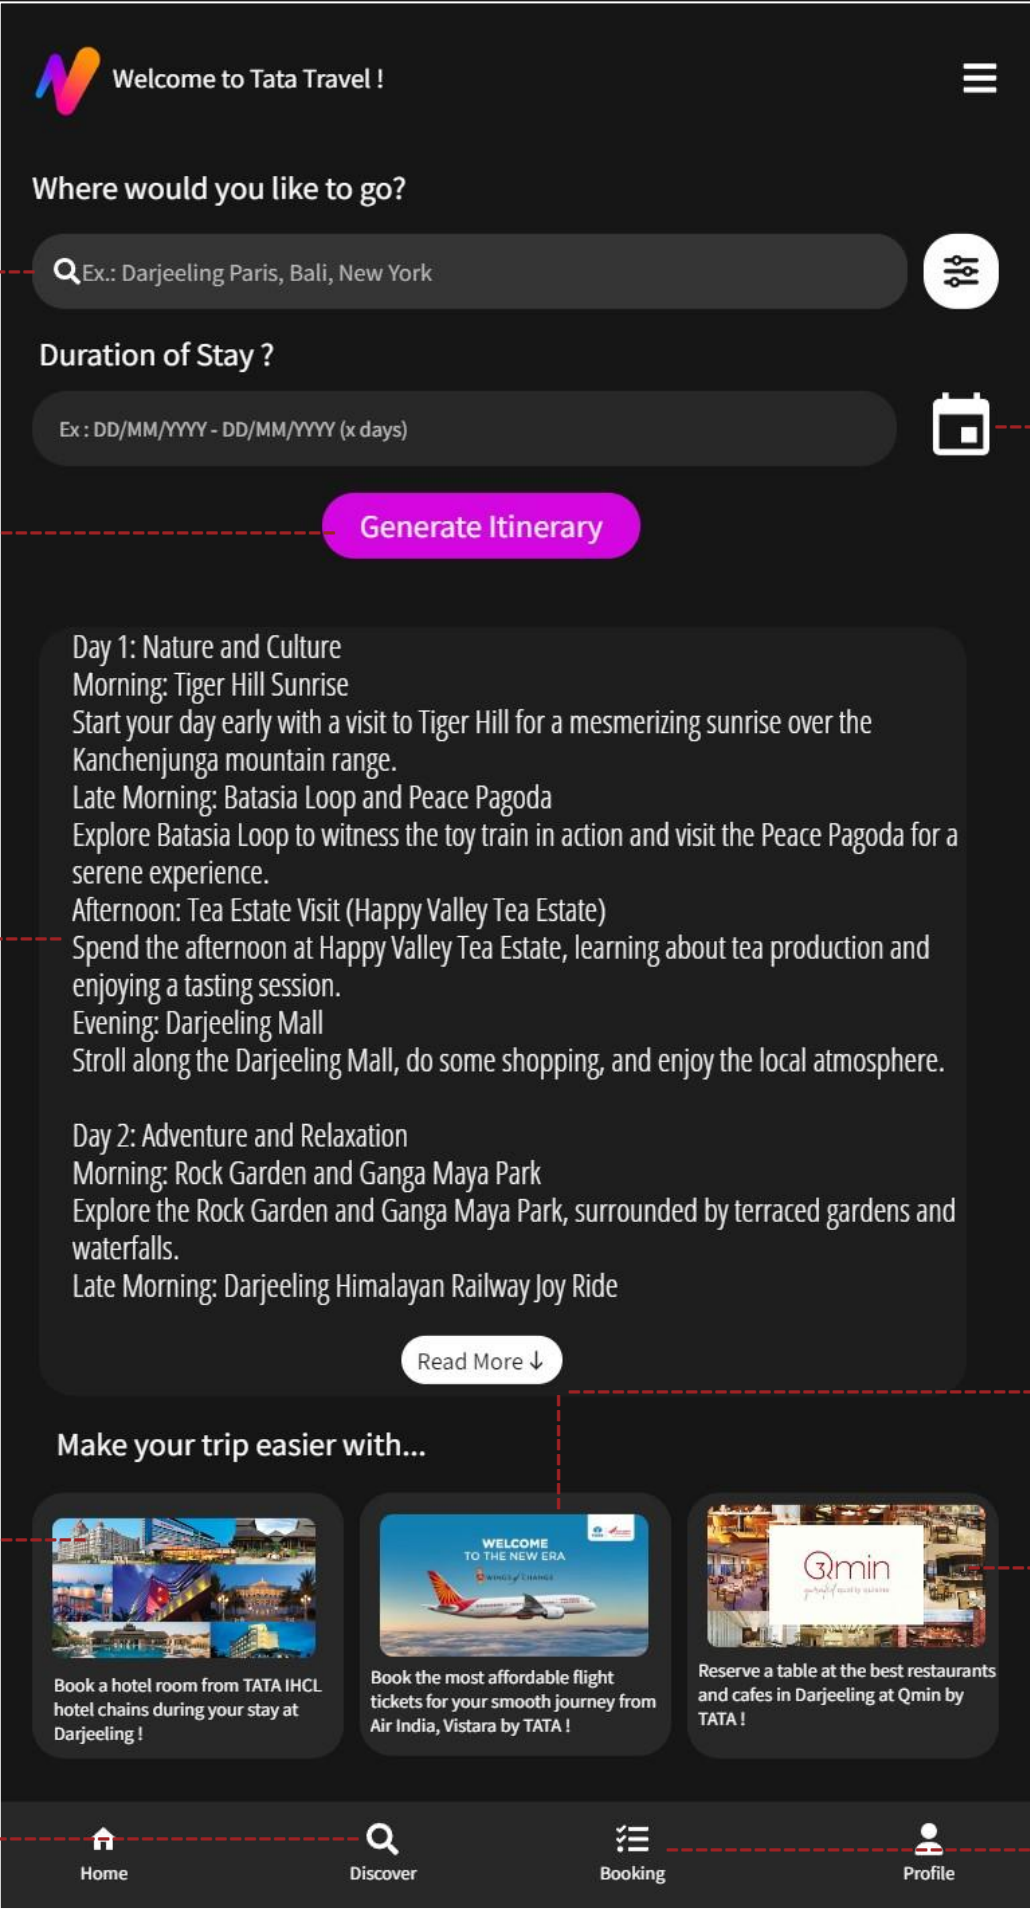 Welcome to Tata Travel !
Where would you like to go?
Ex.: Darjeeling Paris, Bali, New York
Duration of Stay ?
Ex : DD/MM/YYYY - DD/MM/YYYY (x days)
Generate Itinerary
Day 1: Nature and Culture
Morning: Tiger Hill Sunrise
Start your day early with a visit to Tiger Hill for a mesmerizing sunrise over the
Kanchenjunga mountain range.
Late Morning: Batasia Loop and Peace Pagoda
Explore Batasia Loop to witness the toy train in action and visit the Peace Pagoda for a
serene experience.
Afternoon: Tea Estate Visit (Happy Valley Tea Estate)
Spend the afternoon at Happy Valley Tea Estate, learning about tea production and
enjoying a tasting session.
Evening: Darjeeling Mall
Stroll along the Darjeeling Mall, do some shopping, and enjoy the local atmosphere.
Day 2: Adventure and Relaxation
Morning: Rock Garden and Ganga Maya Park
Explore the Rock Garden and Ganga Maya Park, surrounded by terraced gardens and
waterfalls.
Late Morning: Darjeeling Himalayan Railway Joy Ride
Read More ↓
Make your trip easier with...
Book a hotel room from TATA IHCL
hotel chains during your stay at
Darjeeling !
WELCOME
TO THE NEW ERA
WINGS of CHANGE
Book the most affordable flight
tickets for your smooth journey from
Air India, Vistara by TATA !
Qmin
Reserve a table at the best restaurants
and cafes in Darjeeling at Qmin by
TATA !
Home
Discover
Booking
Profile